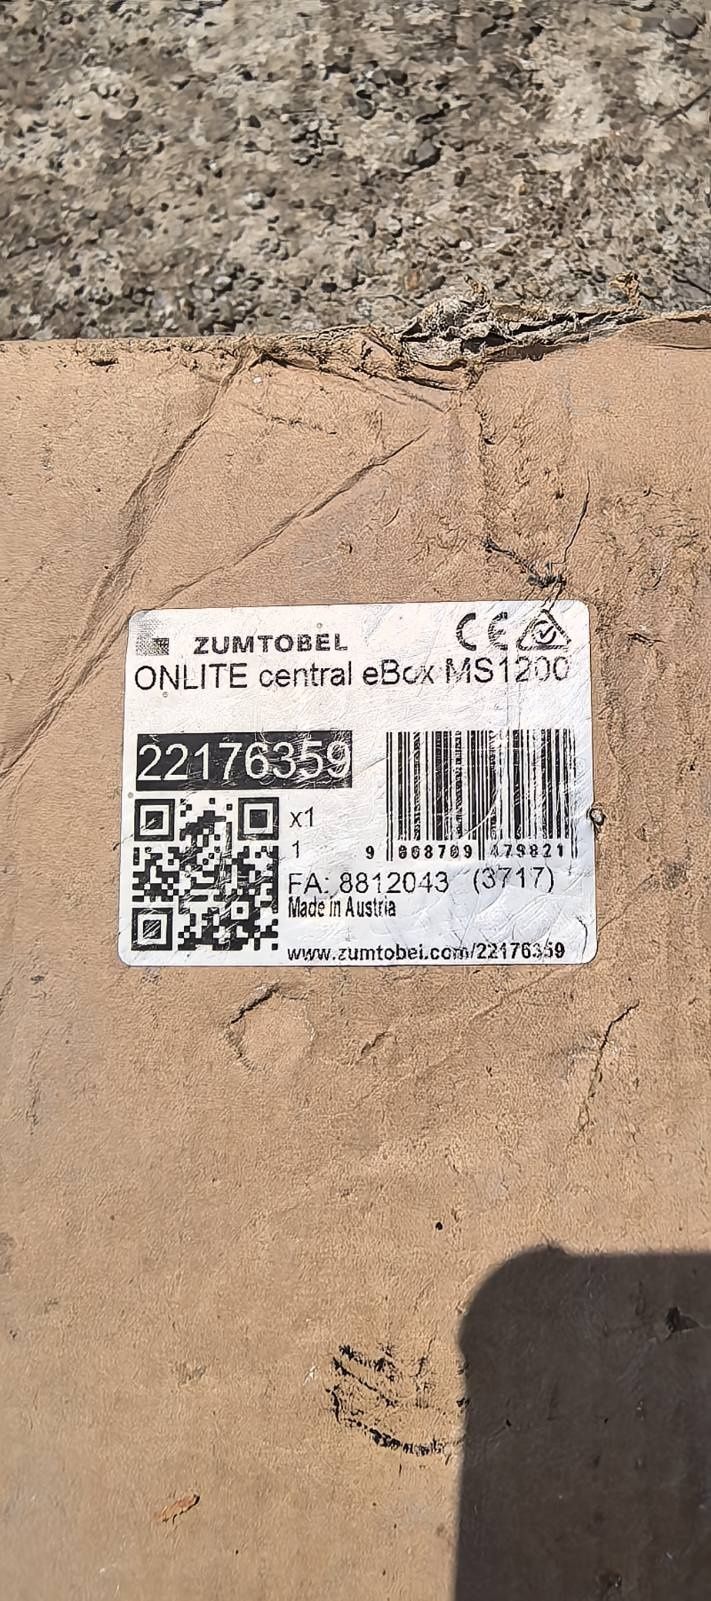 ZUMTOBEL
ONLITE central eBox MS1200
22176359
x1
1
FA: 8812043 (3717)
Made in Austria
www.zumtobel.com/22176359